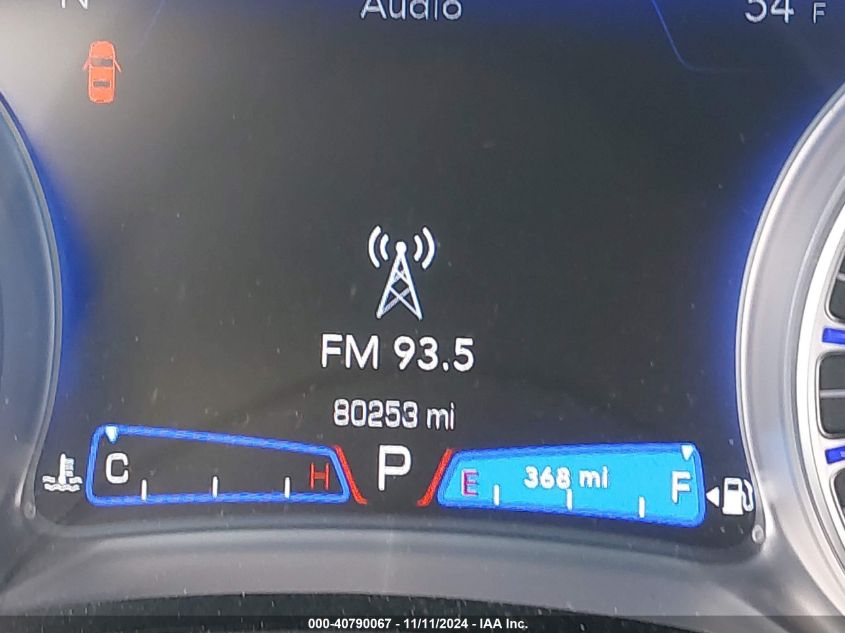 Audio
54 F
FM 93.5
80253 mi
C H P E 368 mi F
000-40790067 - 11/11/2024 - IAA Inc.